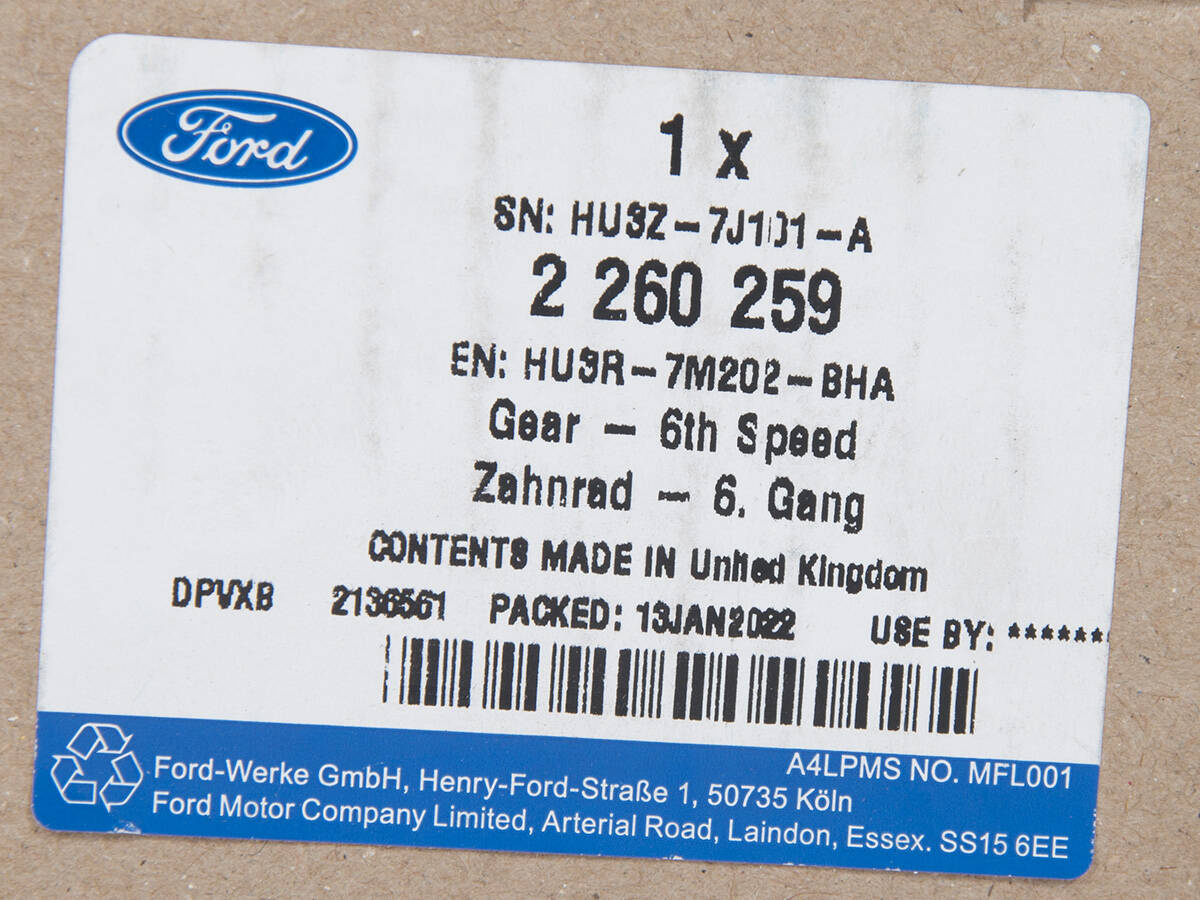 Ford
1 x
SN: HU3Z-7J101-A
2 260 259
EN: HU3R-7M202-BHA
Gear - 6th Speed
Zahnrad - 6. Gang
CONTENTS MADE IN United Kingdom
DPVXB 2136561 PACKED: 13JAN2022 USE BY: *******
A4LPMS NO. MFL001
Ford-Werke GmbH, Henry-Ford-Straße 1, 50735 Köln
Ford Motor Company Limited, Arterial Road, Laindon, Essex. SS15 6EE